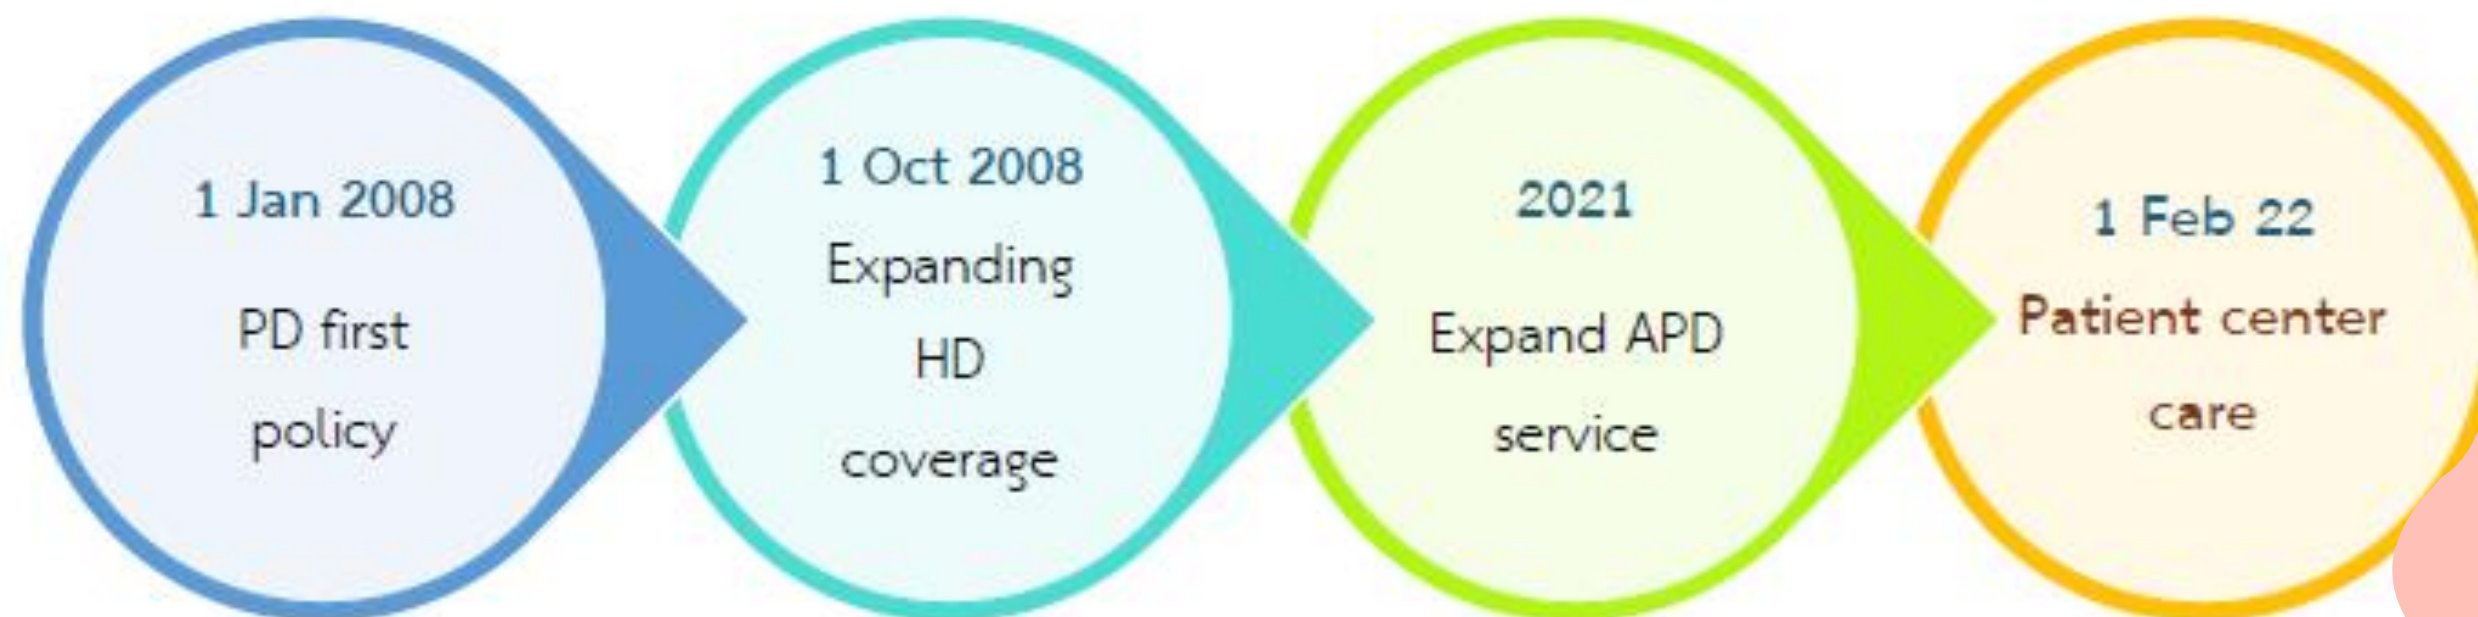 1 Jan 2008
PD first
policy
1 Oct 2008
Expanding
HD
coverage
2021
Expand APD
service
1 Feb 22
Patient center
care